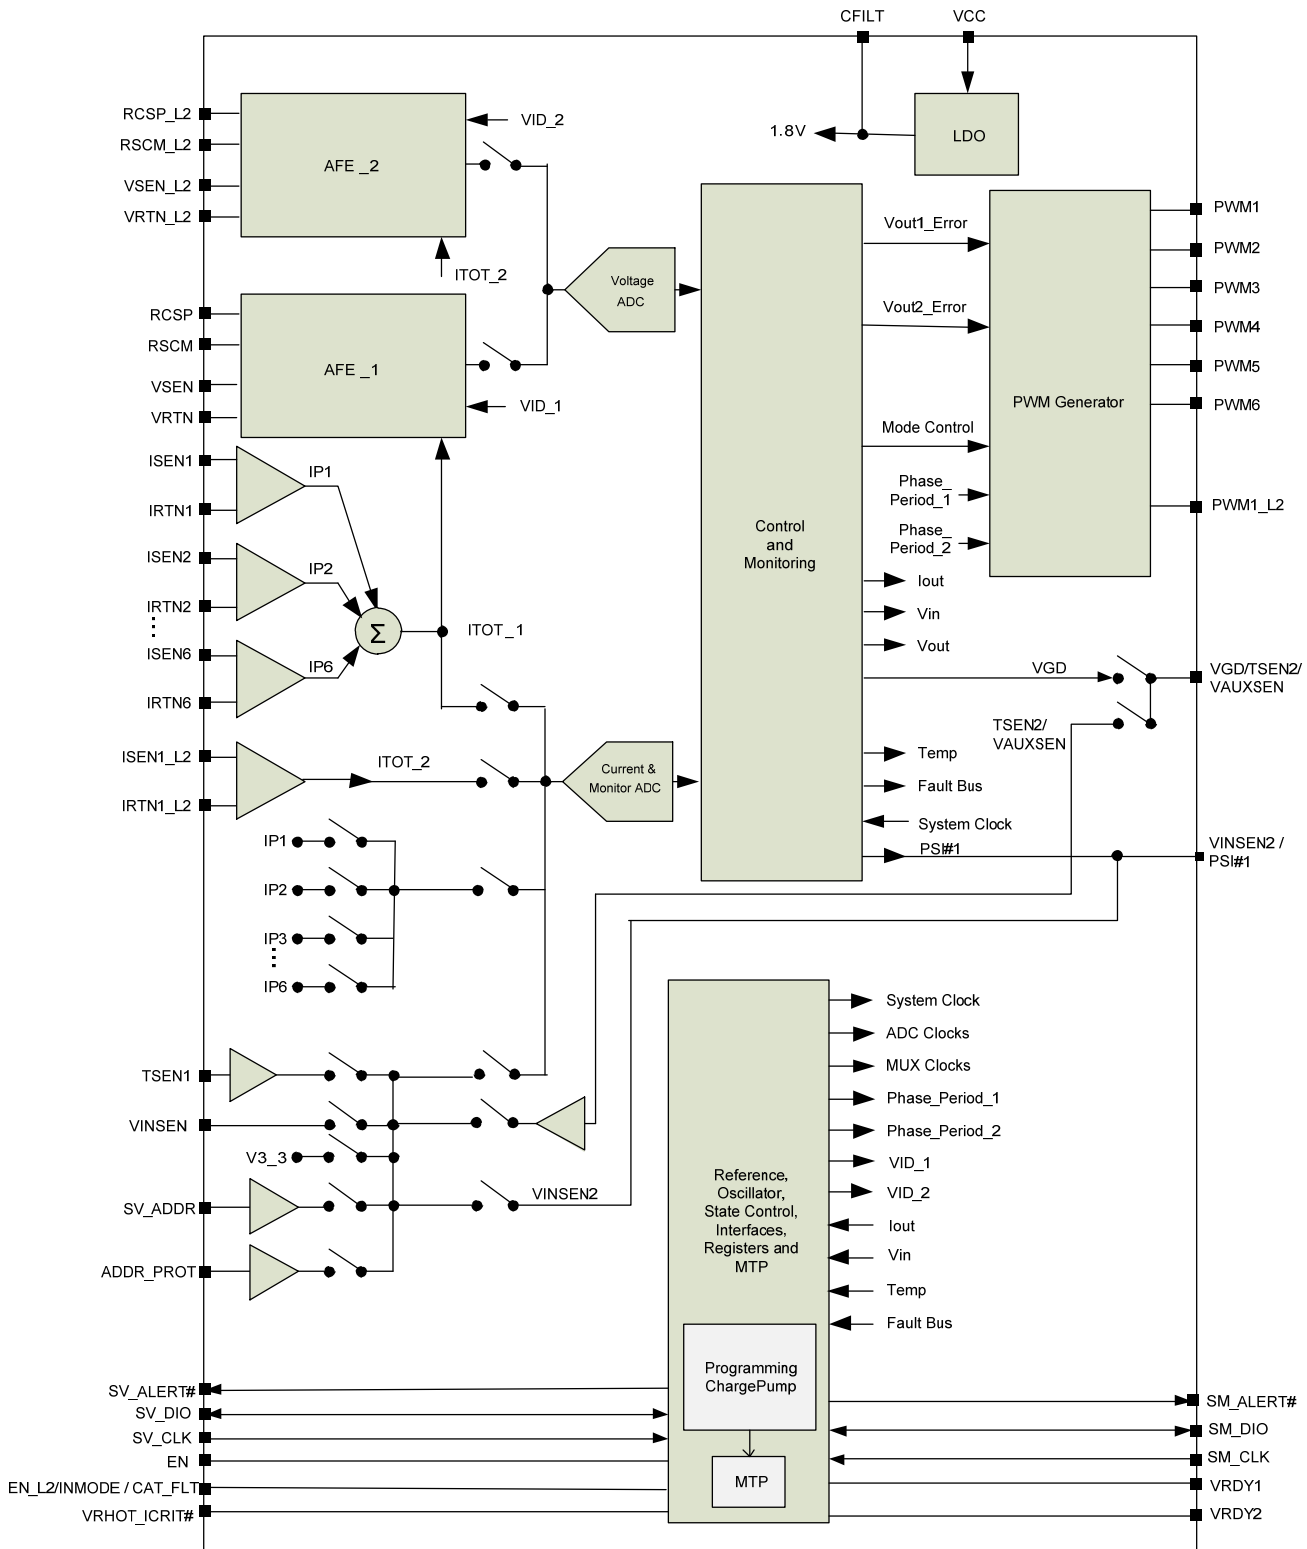 CFILT
VCC
RCSP_L2
RSCM_L2
VSEN_L2
VRTN_L2
AFE _2
VID_2
ITOT_2
1.8V
LDO
RCSP
RSCM
VSEN
VRTN
AFE _1
VID_1
Voltage
ADC
ISEN1
IRTN1
IP1
ISEN2
IRTN2
IP2
ISEN6
IRTN6
IP6
Σ
ITOT_1
ISEN1_L2
IRTN1_L2
ITOT_2
Current &
Monitor ADC
IP1
IP2
IP3
IP6
Control
and
Monitoring
Vout1_Error
Vout2_Error
Mode Control
Phase_
Period_1
Phase_
Period_2
PWM Generator
PWM1
PWM2
PWM3
PWM4
PWM5
PWM6
PWM1_L2
Iout
Vin
Vout
VGD
TSEN2/
VAUXSEN
VGD/TSEN2/
VAUXSEN
Temp
Fault Bus
System Clock
PSI#1
VINSEN2 /
PSI#1
TSEN1
VINSEN
V3_3
SV_ADDR
ADDR_PROT
VINSEN2
Reference,
Oscillator,
State Control,
Interfaces,
Registers and
MTP
System Clock
ADC Clocks
MUX Clocks
Phase_Period_1
Phase_Period_2
VID_1
VID_2
Iout
Vin
Temp
Fault Bus
Programming
ChargePump
MTP
SV_ALERT#
SV_DIO
SV_CLK
EN
EN_L2/INMODE / CAT_FLT
VRHOT_ICRIT#
SM_ALERT#
SM_DIO
SM_CLK
VRDY1
VRDY2